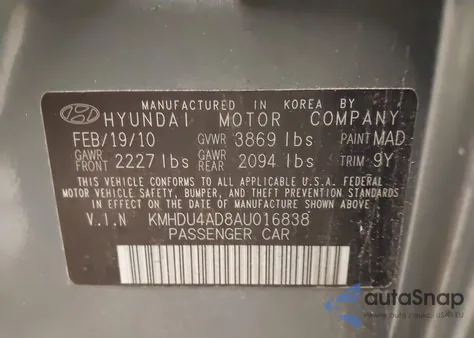 MANUFACTURED IN KOREA BY
HYUNDAI MOTOR COMPANY
FEB/19/10 GVWR 3869 lbs PAINT MAD
GAWR FRONT 2227 lbs GAWR REAR 2094 lbs TRIM 9Y
THIS VEHICLE CONFORMS TO ALL APPLICABLE U.S.A. FEDERAL
MOTOR VEHICLE SAFETY, BUMPER, AND THEFT PREVENTION STANDARDS
IN EFFECT ON THE DATE OF MANUFACTURE SHOWN ABOVE.
V.I.N KMHDU4AD8AU016838
PASSENGER CAR
autoSnap